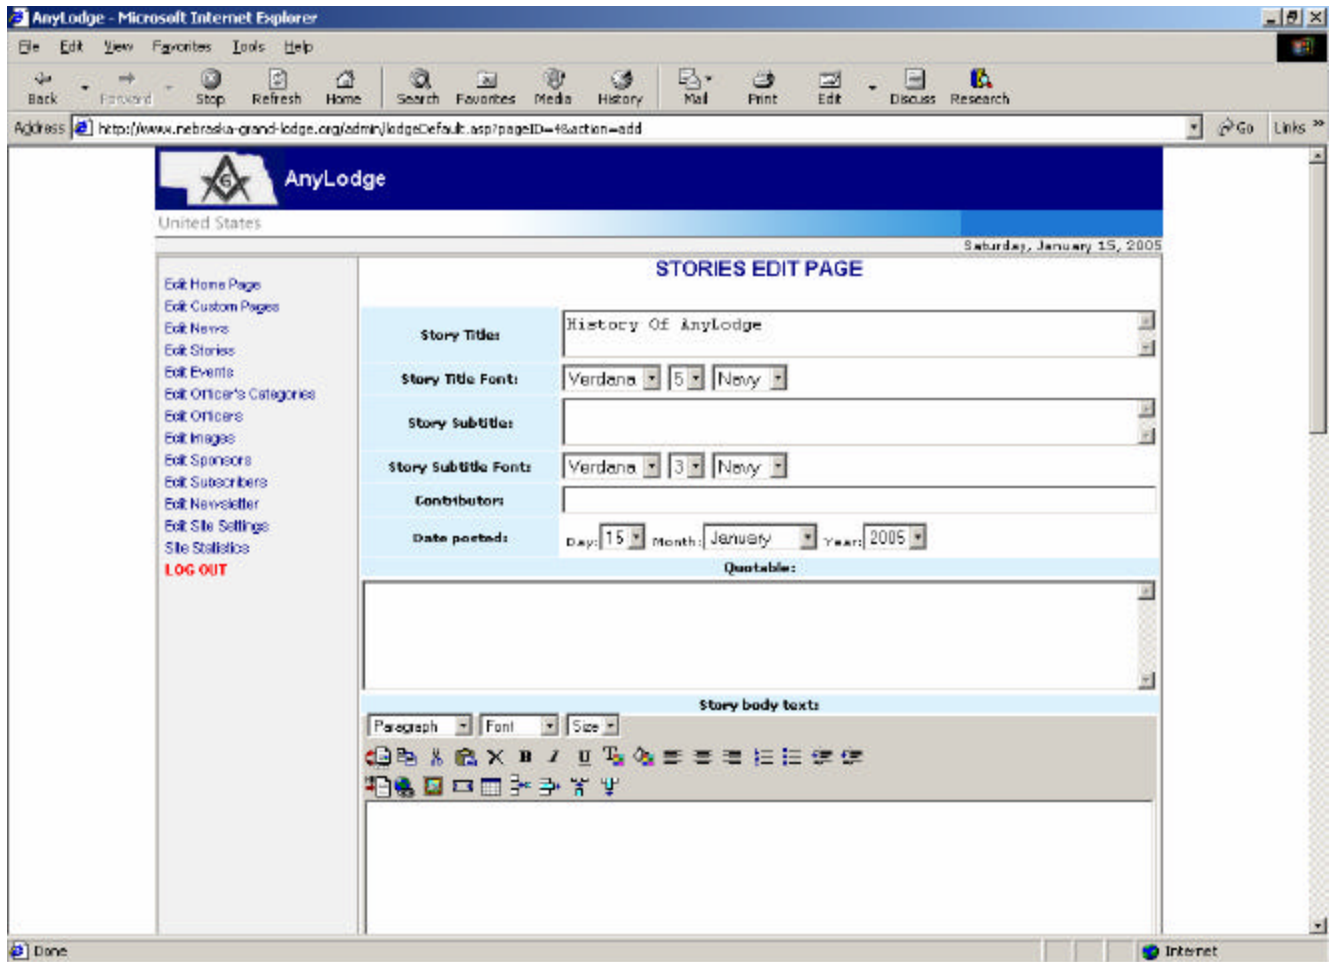 AnyLodge - Microsoft Internet Explorer
File Edit View Favorites Tools Help
Back Forward Stop Refresh Home Search Favorites Media History Mail Print Edit Discuss Research
Address http://www.nebraska-grand-lodge.org/admin/lodgeDefault.asp?pageID=4&action=add Go Links »
G AnyLodge
United States
Saturday, January 15, 2005
STORIES EDIT PAGE
Edit Home Page
Edit Custom Pages
Edit News
Edit Stories
Edit Events
Edit Officer's Categories
Edit Officers
Edit Images
Edit Sponsors
Edit Subscribers
Edit Newsletter
Edit Site Settings
Site Statistics
LOG OUT
Story Title: History Of AnyLodge
Story Title Font: Verdana 5 Navy
Story Subtitle:
Story Subtitle Font: Verdana 3 Navy
Contributor:
Date posted: Day: 15 Month: January Year: 2005
Quotable:
Story body text:
Paragraph Font Size
B I U
Done Internet